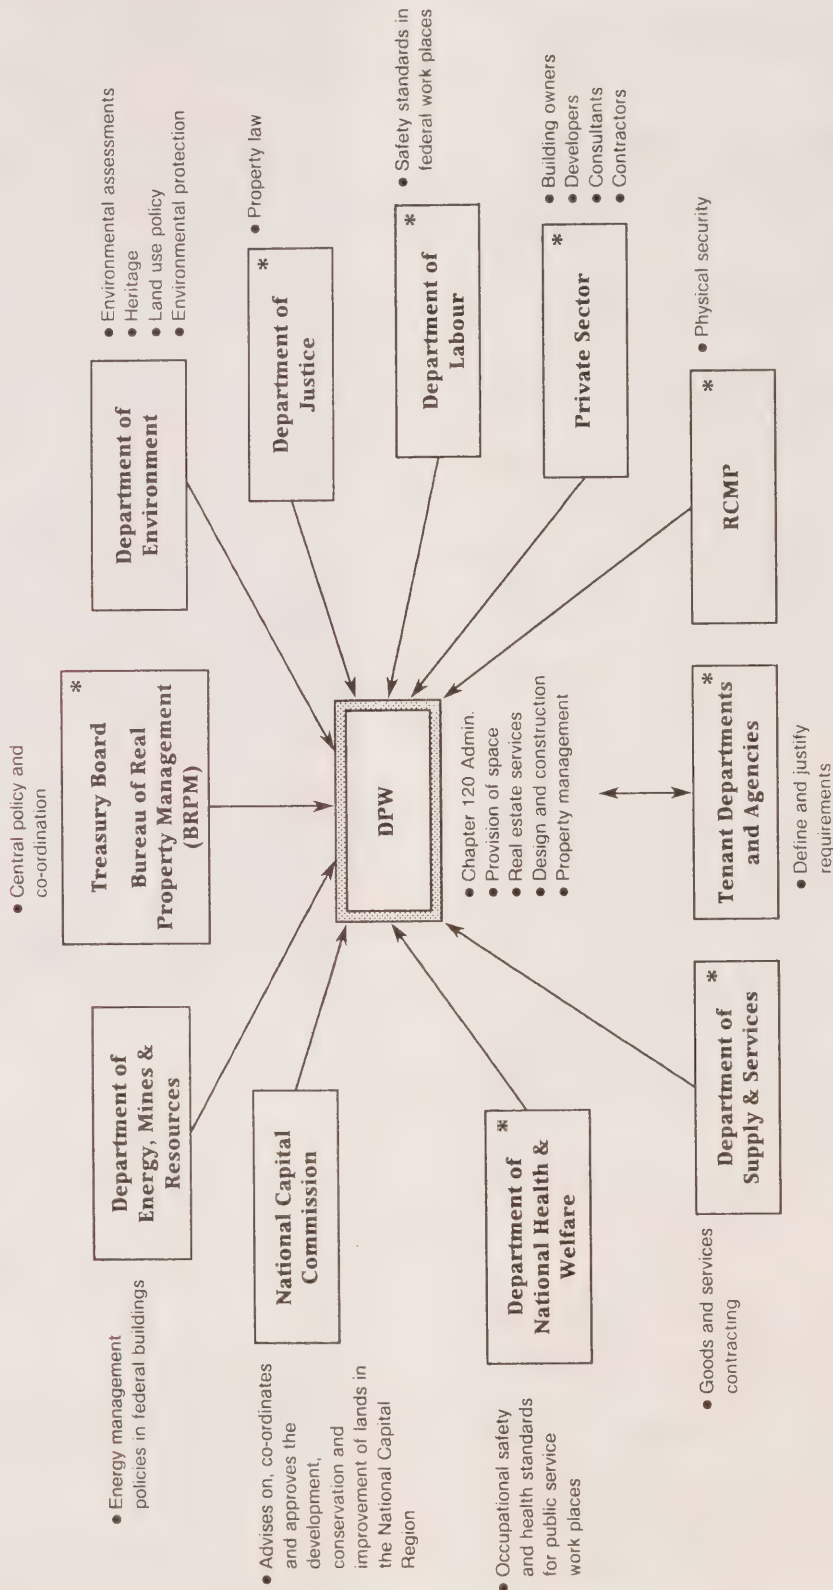 • Central policy and
co-ordination
*
Treasury Board
Bureau of Real
Property Management
(BRPM)
• Energy management
policies in federal buildings
Department of
Energy, Mines &
Resources
Department of
Environment
• Environmental assessments
• Heritage
• Land use policy
• Environmental protection
• Advises on, co-ordinates
and approves the
development,
conservation and
improvement of lands in
the National Capital
Region
National Capital
Commission
*
Department of
Justice
• Property law
DPW
• Chapter 120 Admin.
• Provision of space
• Real estate services
• Design and construction
• Property management
*
Department of
Labour
• Safety standards in
federal work places
• Occupational safety
and health standards
for public service
work places
*
Department of
National Health &
Welfare
*
Private Sector
• Building owners
• Developers
• Consultants
• Contractors
• Goods and services
contracting
*
Department of
Supply & Services
*
Tenant Departments
and Agencies
• Define and justify
requirements
*
RCMP
• Physical security